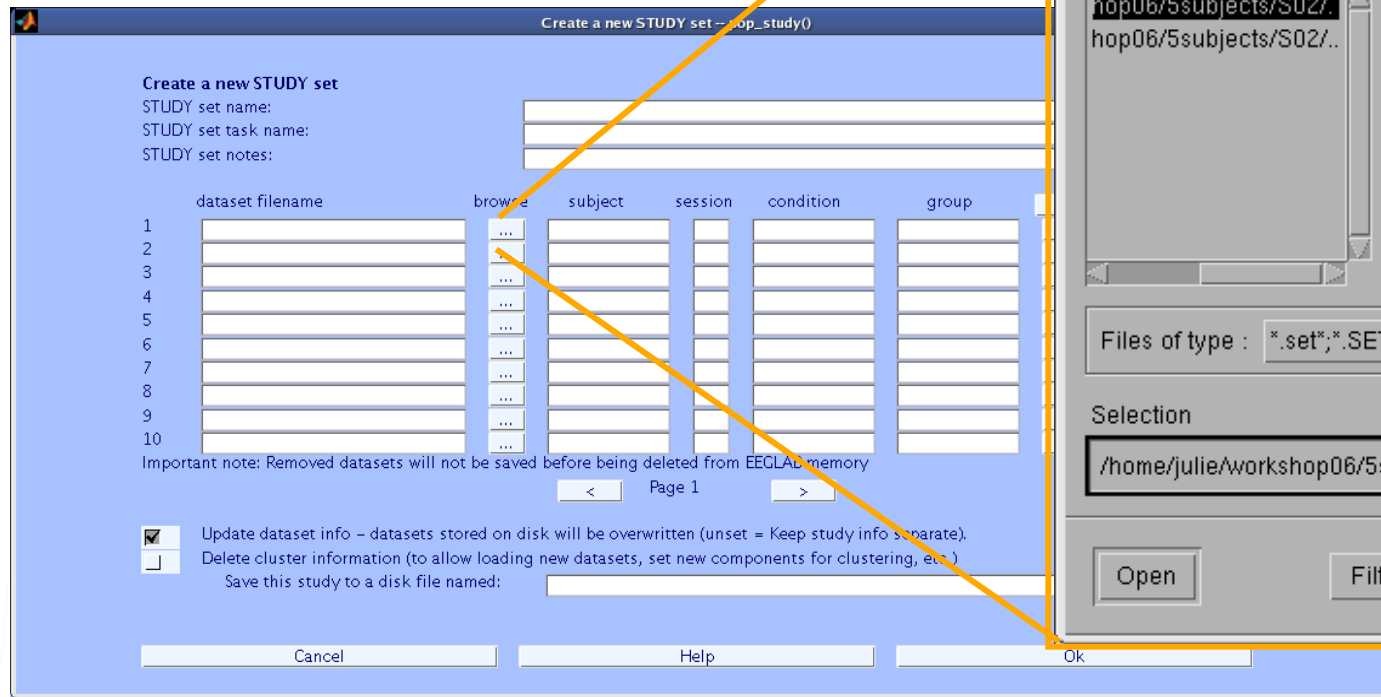 Create a new STUDY set -- pop_study()
Create a new STUDY set
STUDY set name:
STUDY set task name:
STUDY set notes:
dataset filename browse subject session condition group
1 ...
2 ...
3 ...
4 ...
5 ...
6 ...
7 ...
8 ...
9 ...
10 ...
Important note: Removed datasets will not be saved before being deleted from EEGLAB memory
< Page 1 >
Update dataset info – datasets stored on disk will be overwritten (unset = Keep study info separate).
Delete cluster information (to allow loading new datasets, set new components for clustering, etc.)
Save this study to a disk file named:
Cancel Help Ok
hop06/5subjects/S02/.
hop06/5subjects/S02/..
Files of type : *.set*;*.SET
Selection
/home/julie/workshop06/5s
Open Filt